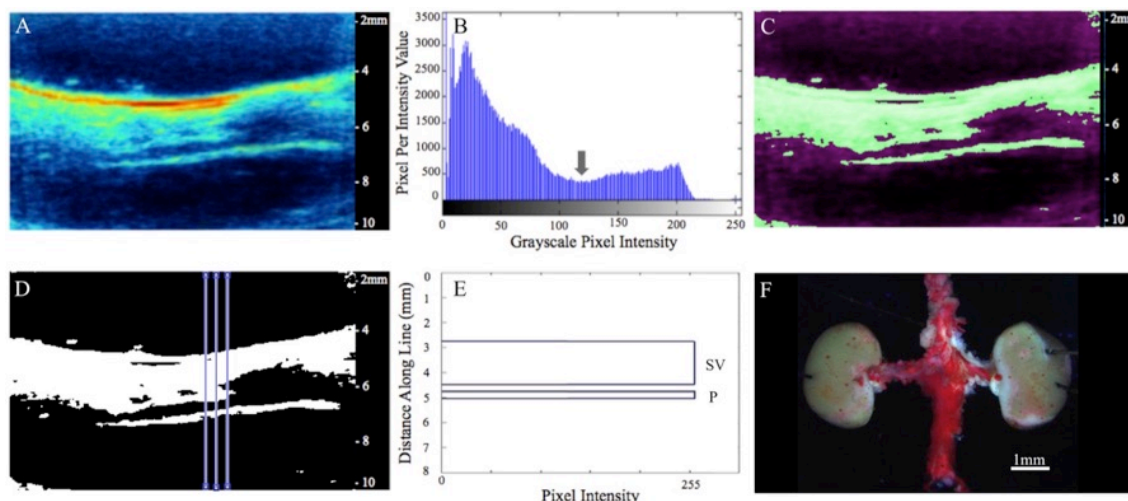 A
2mm
4
6
8
10
B
Pixel Per Intensity Value
3500
3000
2500
2000
1500
1000
500
0
0 50 100 150 200 250
Grayscale Pixel Intensity
C
2mm
4
6
8
10
D
2mm
4
6
8
10
E
Distance Along Line (mm)
0
1
2
3
4
5
6
7
8
SV
P
255
Pixel Intensity
F
1mm